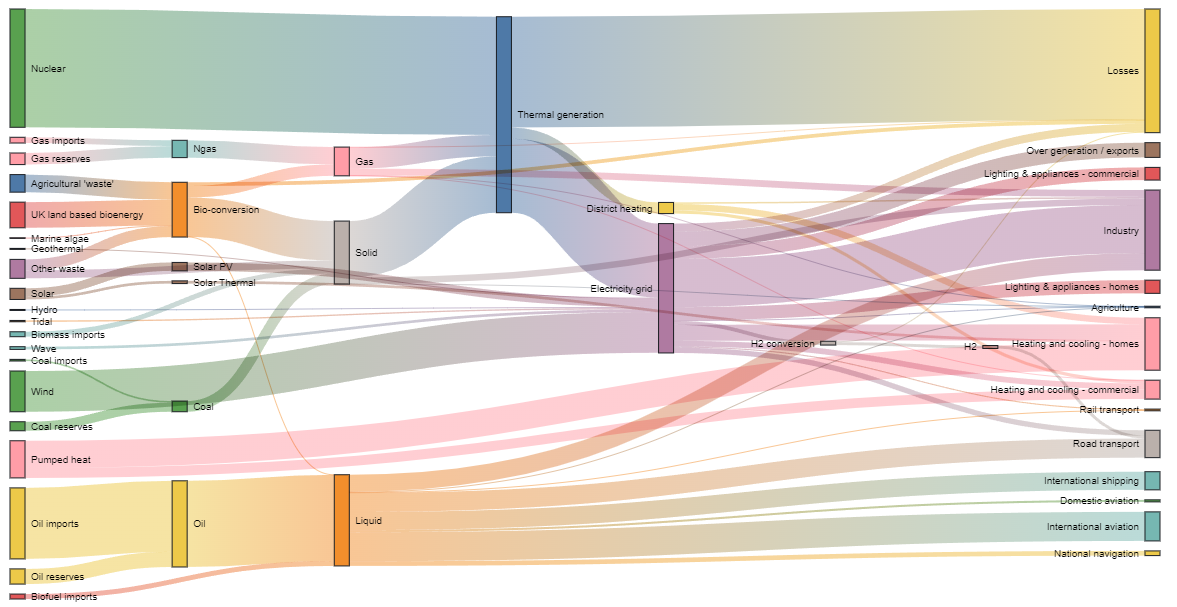 Nuclear
Gas imports
Gas reserves
Agricultural 'waste'
UK land based bioenergy
Marine algae
Geothermal
Other waste
Solar
Hydro
Tidal
Biomass imports
Wave
Coal imports
Wind
Coal reserves
Pumped heat
Oil imports
Oil reserves
Biofuel imports
Ngas
Bio-conversion
Solar PV
Solar Thermal
Coal
Oil
Gas
Solid
Liquid
Thermal generation
District heating
Electricity grid
H2 conversion
H2
Losses
Over generation / exports
Lighting & appliances - commercial
Industry
Lighting & appliances - homes
Agriculture
Heating and cooling - homes
Heating and cooling - commercial
Rail transport
Road transport
International shipping
Domestic aviation
International aviation
National navigation